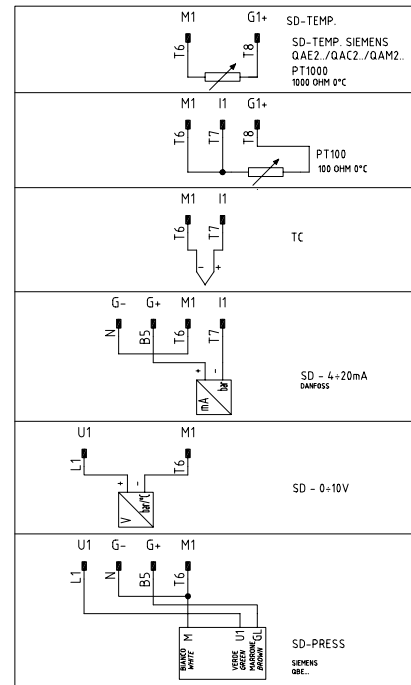 M1 G1+ SD-TEMP.
T6 T8 SD-TEMP. SIEMENS
QAE2../QAC2../QAM2..
PT1000
1000 OHM 0°C
M1 I1 G1+
T6 T7 T8
PT100
100 OHM 0°C
M1 I1
T6 T7
- +
TC
G- G+ M1 I1
N B5 T6 T7
+ -
mA bar
SD - 4÷20mA
DANFOSS
U1 M1
L1 T6
+ -
V bar/°C
SD - 0÷10V
U1 G- G+ M1
L1 N B5 T6
M U1 GL
BIANCO VERDE MARRONE
WHITE GREEN BROWN
SD-PRESS
SIEMENS
QBE..